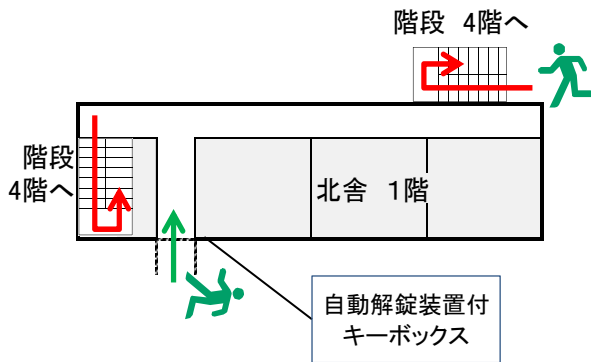 階段 4階へ
階段
4階へ
北舎 1階
自動解錠装置付
キーボックス